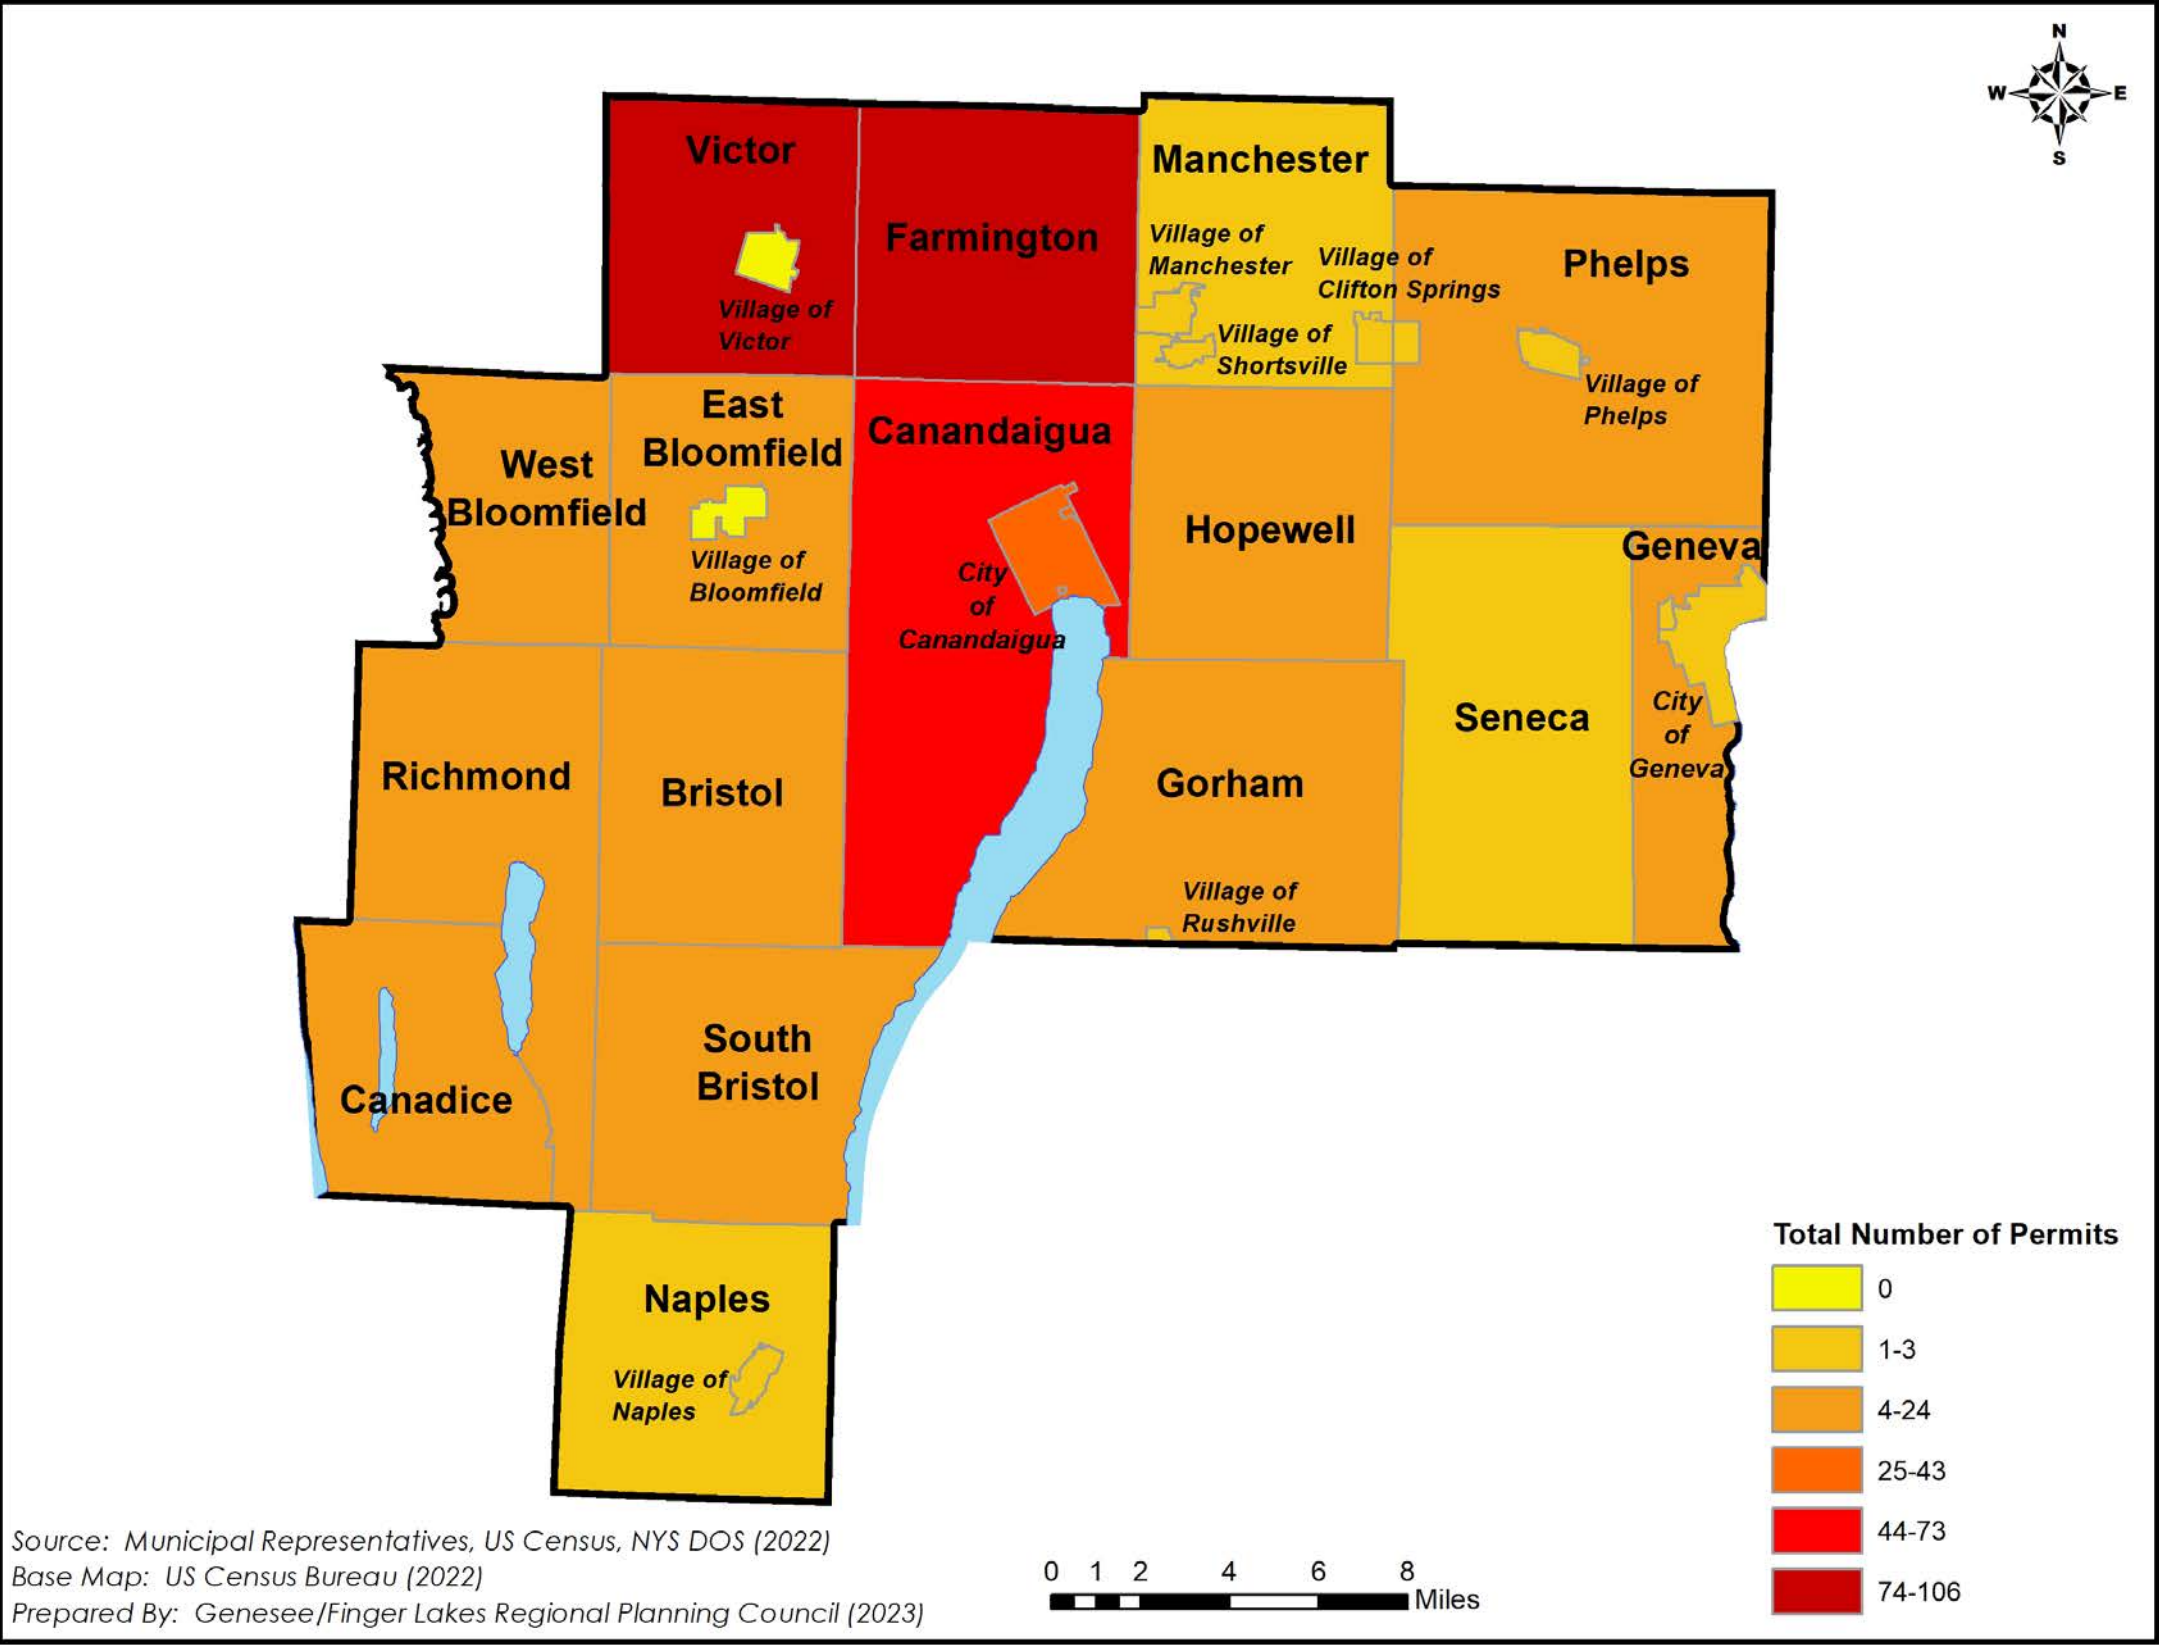 N
W E
S
Victor
Manchester
Farmington
Village of
Manchester
Village of
Clifton Springs
Phelps
Village of
Victor
Village of
Shortsville
Village of
Phelps
East
Bloomfield
Canandaigua
West
Bloomfield
Hopewell
Geneva
Village of
Bloomfield
City
of
Canandaigua
Seneca
City
of
Geneva
Richmond
Bristol
Gorham
Village of
Rushville
South
Bristol
Canadice
Naples
Village of
Naples
Total Number of Permits
0
1-3
4-24
25-43
44-73
74-106
Source: Municipal Representatives, US Census, NYS DOS (2022)
Base Map: US Census Bureau (2022)
Prepared By: Genesee/Finger Lakes Regional Planning Council (2023)
0 1 2 4 6 8
Miles